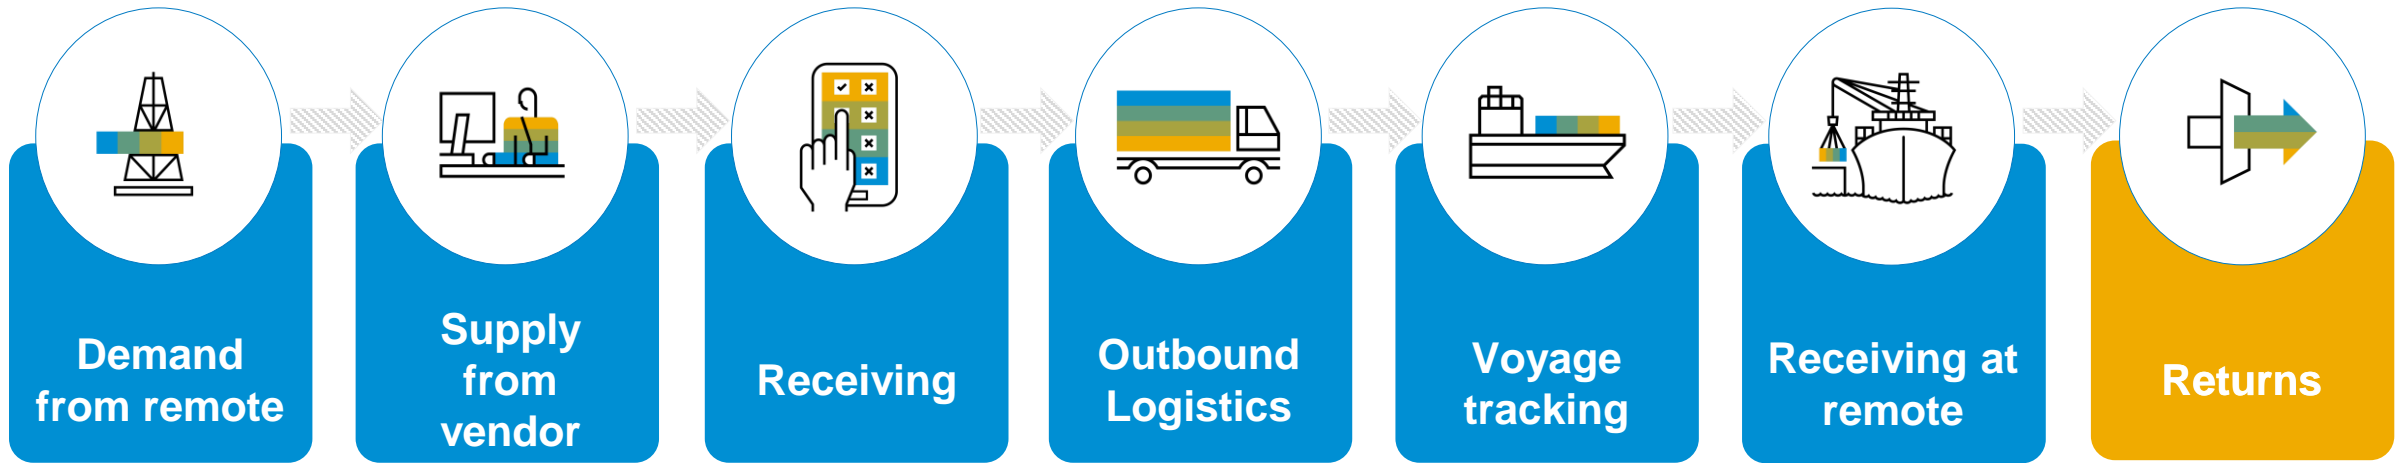 Demand
from remote
Supply
from
vendor
Receiving
Outbound
Logistics
Voyage
tracking
Receiving at
remote
Returns